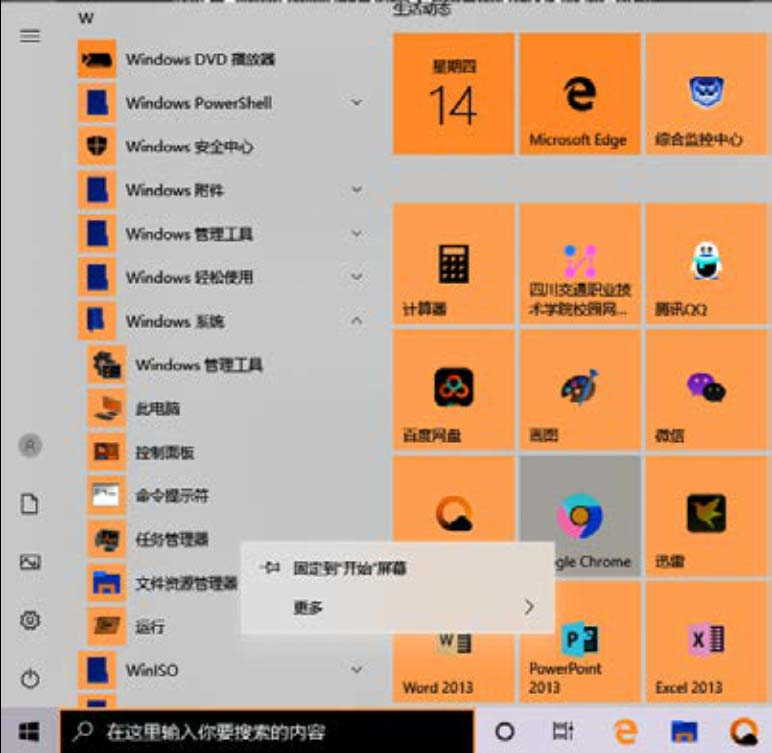 生活动态
W
Windows DVD 播放器
Windows PowerShell
Windows 安全中心
Windows 附件
Windows 管理工具
Windows 轻松使用
Windows 系统
Windows 管理工具
此电脑
控制面板
命令提示符
任务管理器
文件资源管理器
运行
WinISO
星期四
14
Microsoft Edge
综合监控中心
计算器
四川交通职业技
术学院校园网...
腾讯QQ
百度网盘
画图
微信
gle Chrome
迅雷
固定到"开始"屏幕
更多
Word 2013
PowerPoint
2013
Excel 2013
在这里输入你要搜索的内容